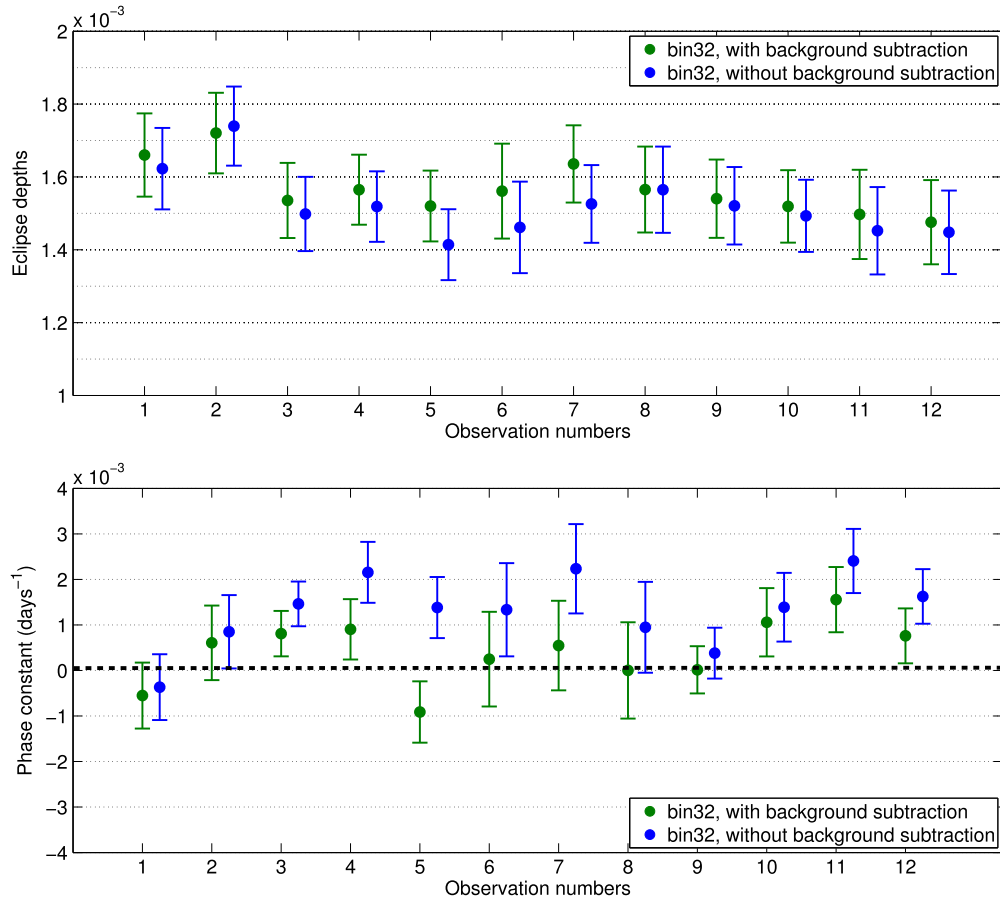 x 10⁻³
2
bin32, with background subtraction
bin32, without background subtraction
1.8
1.6
1.4
1.2
1
Eclipse depths
1 2 3 4 5 6 7 8 9 10 11 12
Observation numbers
x 10⁻³
4
3
2
1
0
−1
−2
−3
−4
Phase constant (days⁻¹)
bin32, with background subtraction
bin32, without background subtraction
1 2 3 4 5 6 7 8 9 10 11 12
Observation numbers